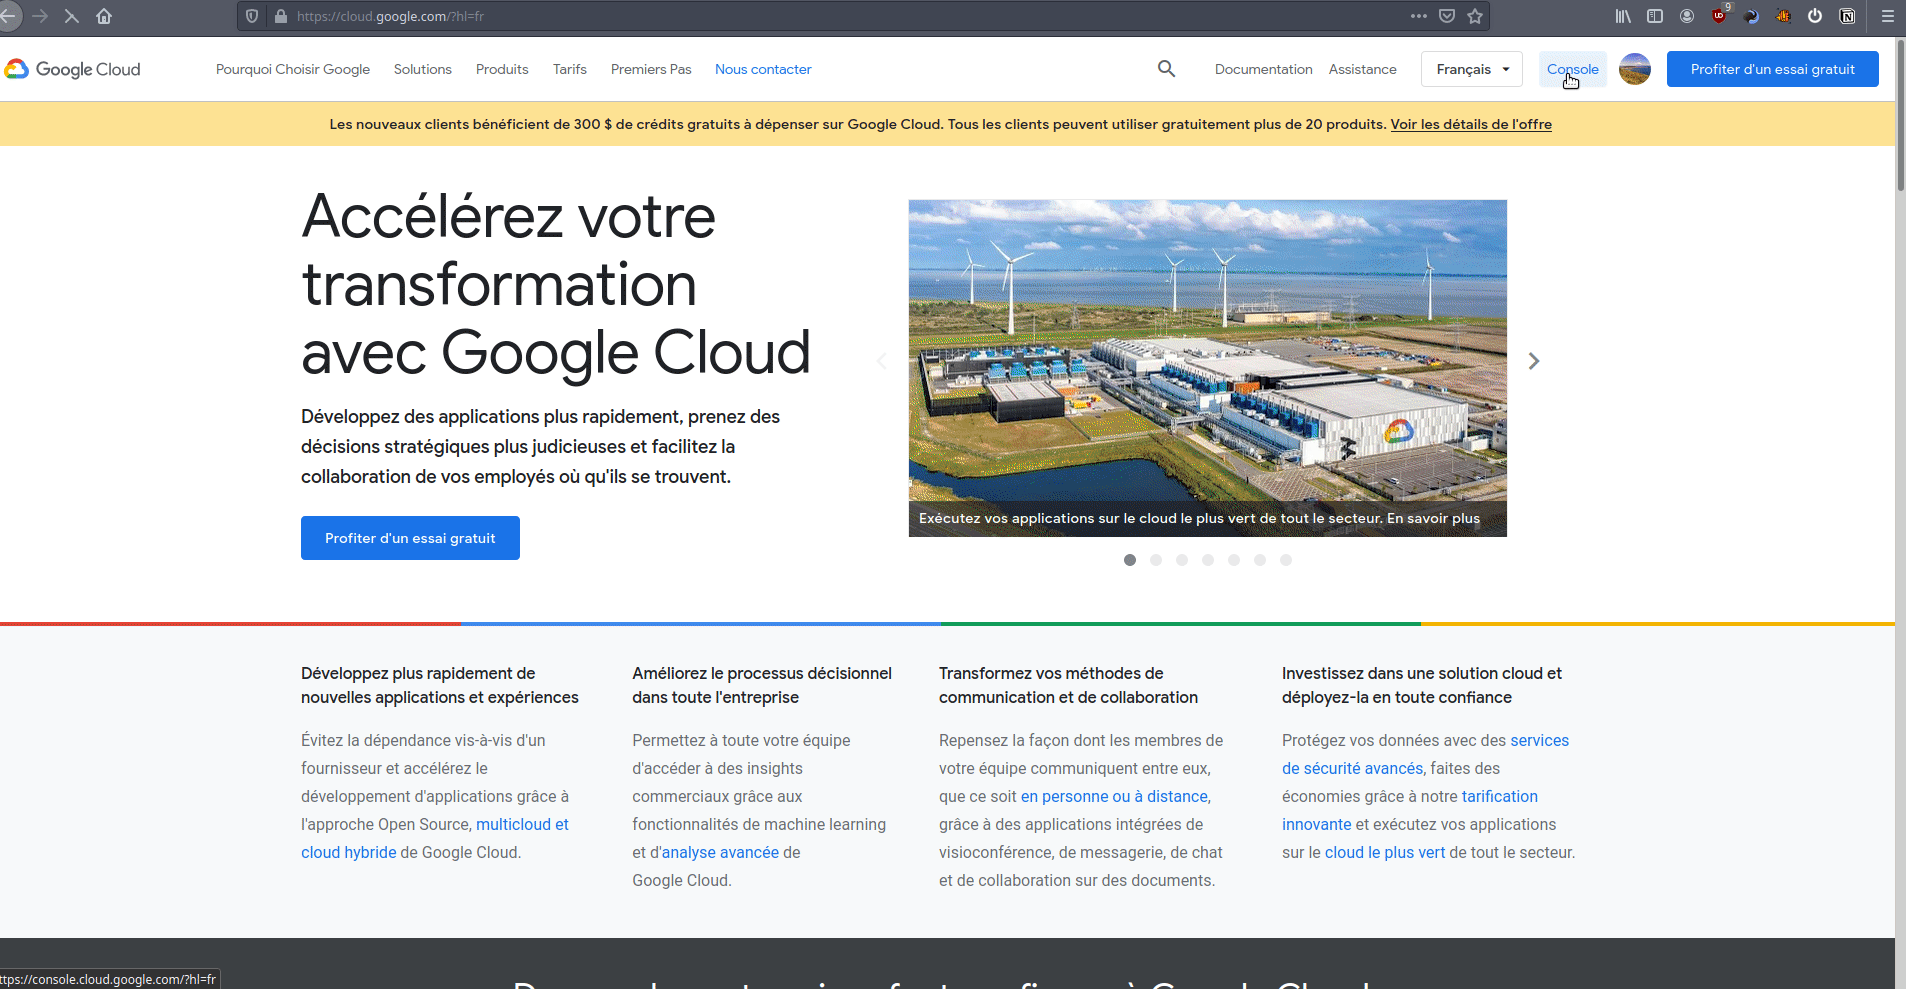 https://cloud.google.com/?hl=fr
9
Google Cloud
Pourquoi Choisir Google
Solutions
Produits
Tarifs
Premiers Pas
Nous contacter
Documentation
Assistance
Français
Console
Profiter d'un essai gratuit
Les nouveaux clients bénéficient de 300 $ de crédits gratuits à dépenser sur Google Cloud. Tous les clients peuvent utiliser gratuitement plus de 20 produits. Voir les détails de l'offre
Accélérez votre
transformation
avec Google Cloud
Développez des applications plus rapidement, prenez des
décisions stratégiques plus judicieuses et facilitez la
collaboration de vos employés où qu'ils se trouvent.
Profiter d'un essai gratuit
Exécutez vos applications sur le cloud le plus vert de tout le secteur. En savoir plus
Développez plus rapidement de
nouvelles applications et expériences
Évitez la dépendance vis-à-vis d'un
fournisseur et accélérez le
développement d'applications grâce à
l'approche Open Source, multicloud et
cloud hybride de Google Cloud.
Améliorez le processus décisionnel
dans toute l'entreprise
Permettez à toute votre équipe
d'accéder à des insights
commerciaux grâce aux
fonctionnalités de machine learning
et d'analyse avancée de
Google Cloud.
Transformez vos méthodes de
communication et de collaboration
Repensez la façon dont les membres de
votre équipe communiquent entre eux,
que ce soit en personne ou à distance,
grâce à des applications intégrées de
visioconférence, de messagerie, de chat
et de collaboration sur des documents.
Investissez dans une solution cloud et
déployez-la en toute confiance
Protégez vos données avec des services
de sécurité avancés, faites des
économies grâce à notre tarification
innovante et exécutez vos applications
sur le cloud le plus vert de tout le secteur.
ttps://console.cloud.google.com/?hl=fr